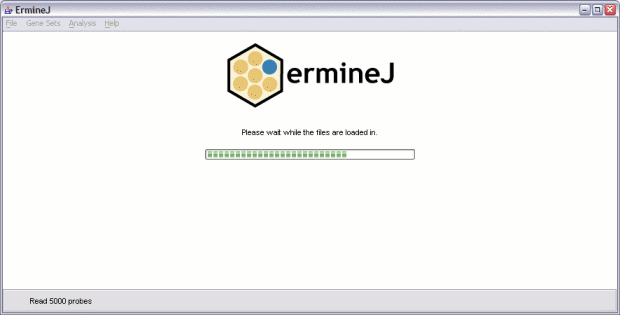 ErmineJ
File Gene Sets Analysis Help
ermineJ
Please wait while the files are loaded in.
Read 5000 probes